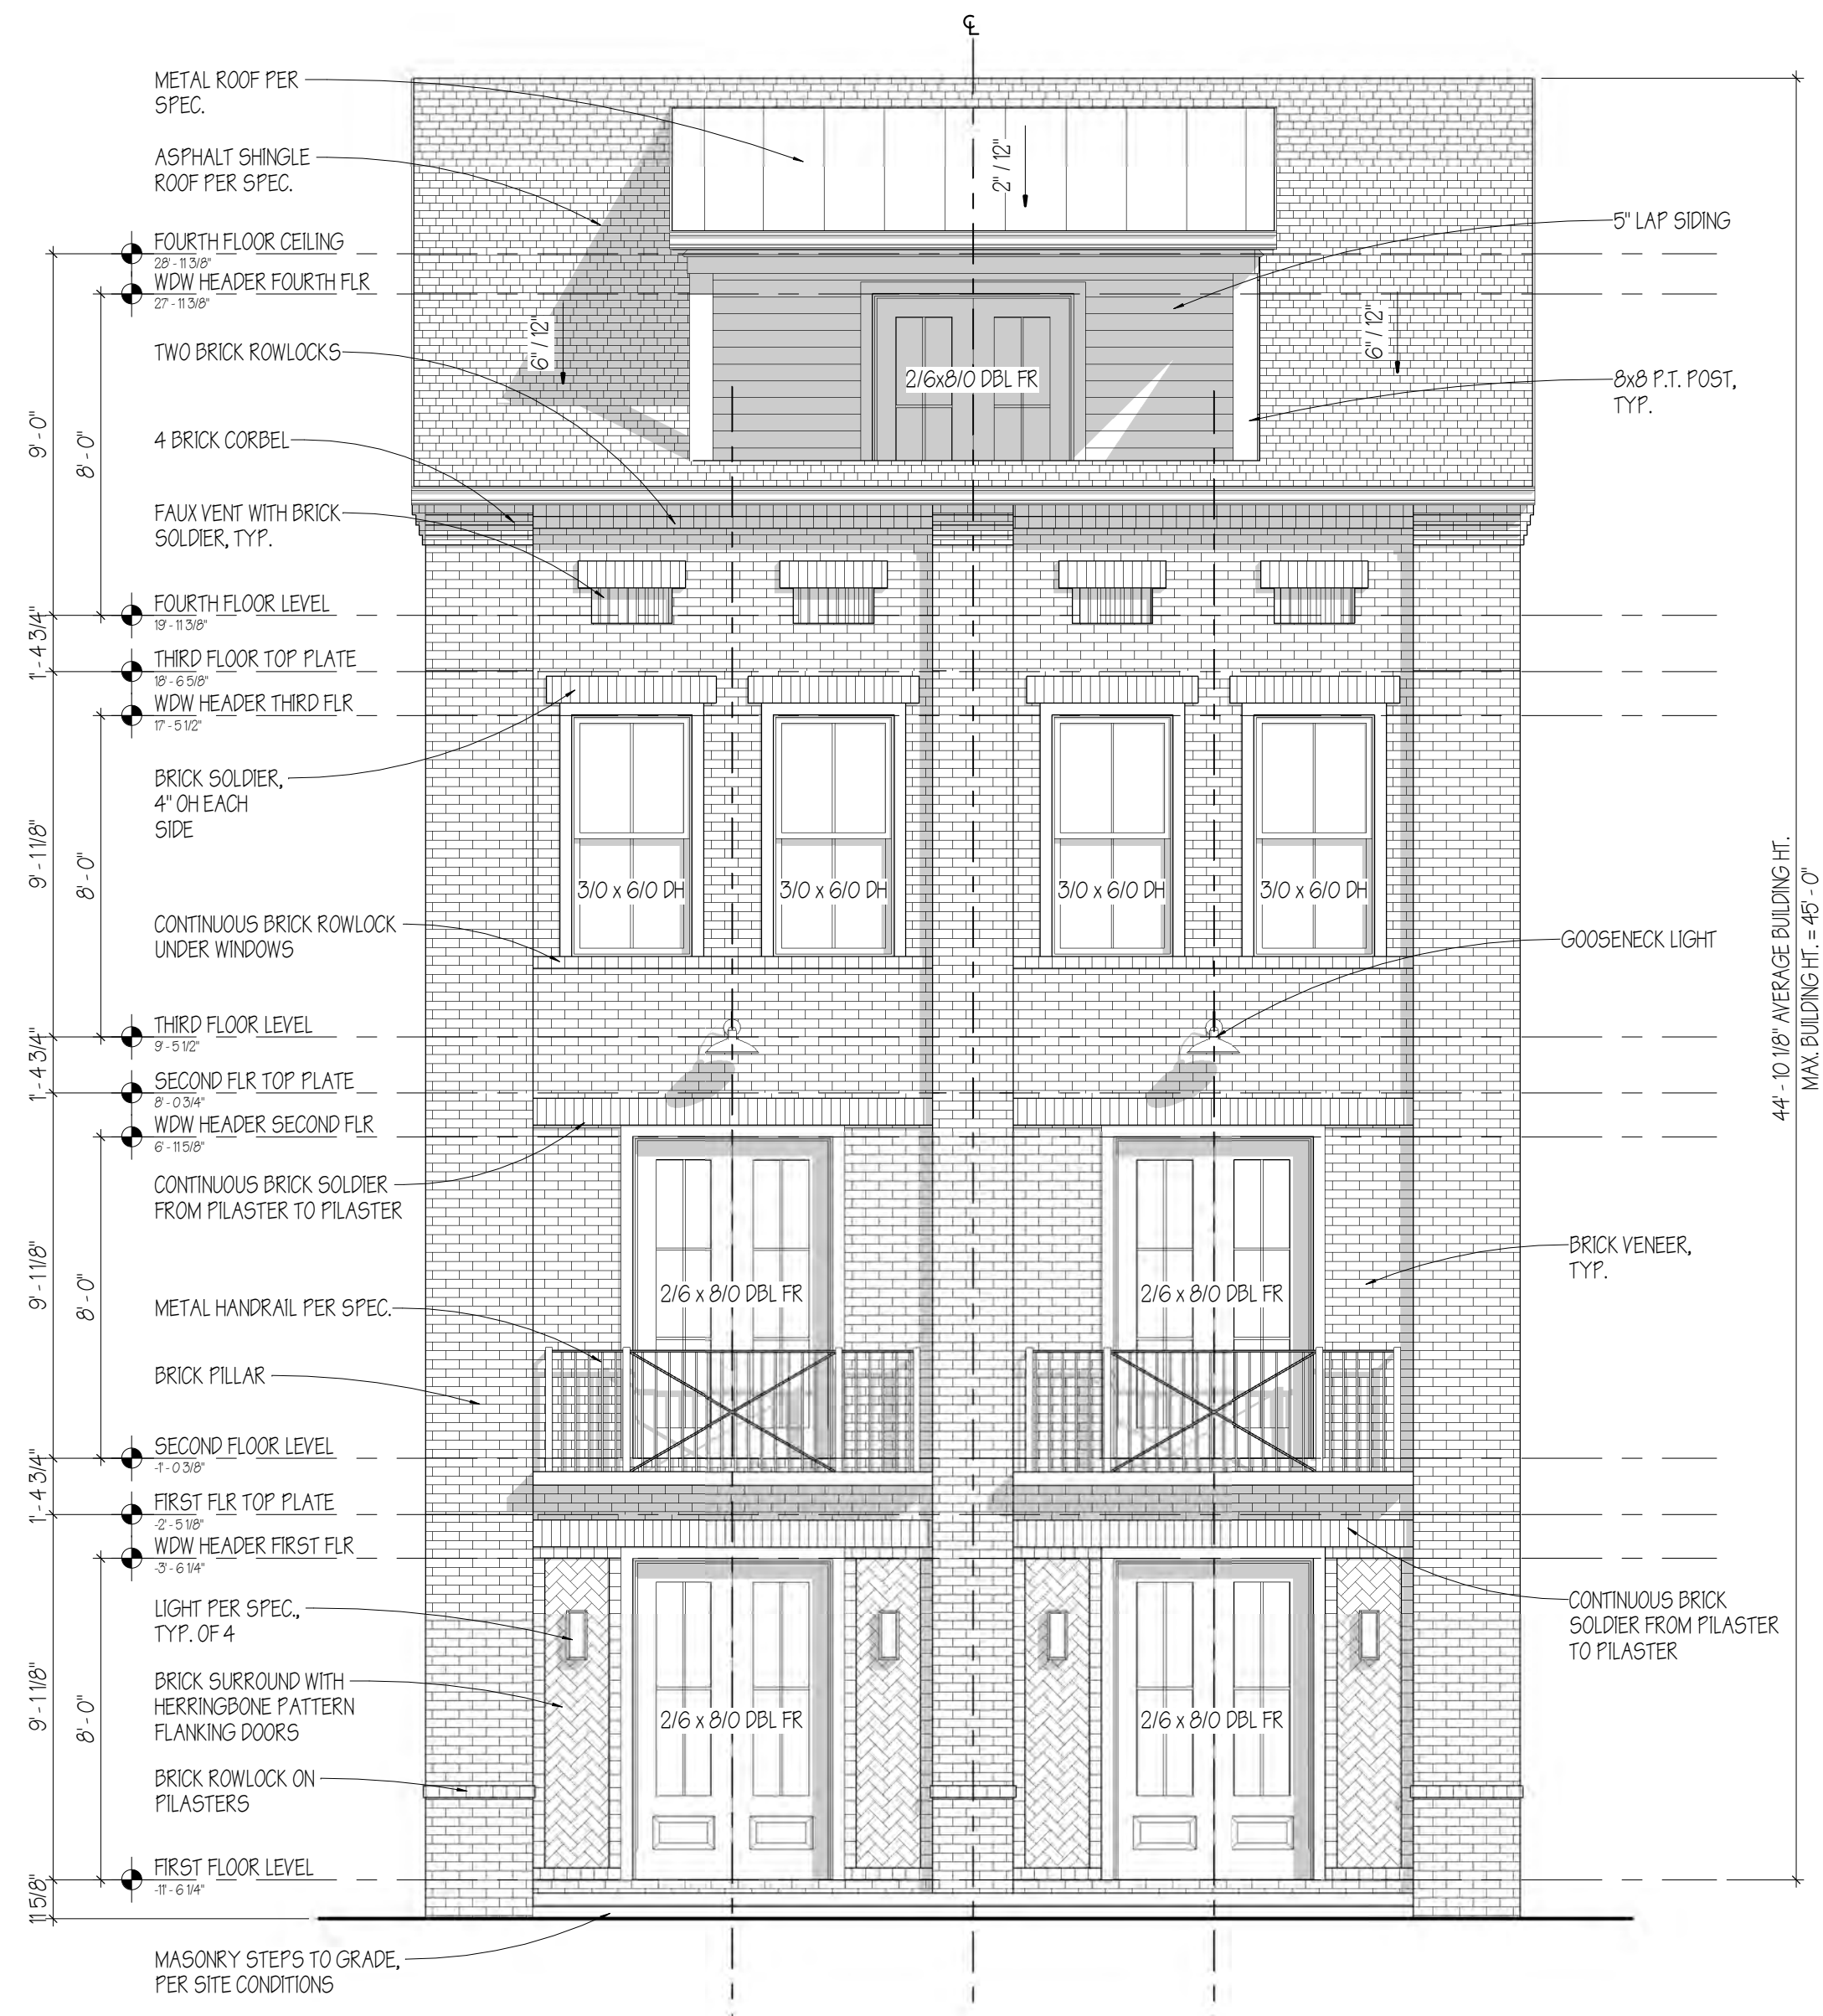 ℄
METAL ROOF PER
SPEC.
ASPHALT SHINGLE
ROOF PER SPEC.
2" / 12"
5" LAP SIDING
FOURTH FLOOR CEILING
28' - 11 3/8"
WDW HEADER FOURTH FLR
27' - 11 3/8"
6" / 12"
6" / 12"
TWO BRICK ROWLOCKS
2/6x8/0 DBL FR
8x8 P.T. POST,
TYP.
9' - 0"
8' - 0"
4 BRICK CORBEL
FAUX VENT WITH BRICK
SOLDIER, TYP.
FOURTH FLOOR LEVEL
19' - 11 3/8"
1' - 4 3/4"
THIRD FLOOR TOP PLATE
18' - 6 5/8"
WDW HEADER THIRD FLR
17' - 5 1/2"
BRICK SOLDIER,
4" OH EACH
SIDE
9' - 1 1/8"
8' - 0"
3/0 x 6/0 DH
3/0 x 6/0 DH
3/0 x 6/0 DH
3/0 x 6/0 DH
CONTINUOUS BRICK ROWLOCK
UNDER WINDOWS
GOOSENECK LIGHT
44' - 10 1/8" AVERAGE BUILDING HT.
MAX. BUILDING HT. = 45' - 0"
THIRD FLOOR LEVEL
9' - 5 1/2"
1' - 4 3/4"
SECOND FLR TOP PLATE
8' - 0 3/4"
WDW HEADER SECOND FLR
6' - 11 5/8"
CONTINUOUS BRICK SOLDIER
FROM PILASTER TO PILASTER
BRICK VENEER,
TYP.
9' - 1 1/8"
8' - 0"
2/6 x 8/0 DBL FR
2/6 x 8/0 DBL FR
METAL HANDRAIL PER SPEC.
BRICK PILLAR
SECOND FLOOR LEVEL
-1' - 0 3/8"
1' - 4 3/4"
FIRST FLR TOP PLATE
-2' - 5 1/8"
WDW HEADER FIRST FLR
-3' - 6 1/4"
LIGHT PER SPEC.,
TYP. OF 4
CONTINUOUS BRICK
SOLDIER FROM PILASTER
TO PILASTER
9' - 1 1/8"
8' - 0"
BRICK SURROUND WITH
HERRINGBONE PATTERN
FLANKING DOORS
2/6 x 8/0 DBL FR
2/6 x 8/0 DBL FR
BRICK ROWLOCK ON
PILASTERS
FIRST FLOOR LEVEL
-11' - 6 1/4"
11 5/8"
MASONRY STEPS TO GRADE,
PER SITE CONDITIONS